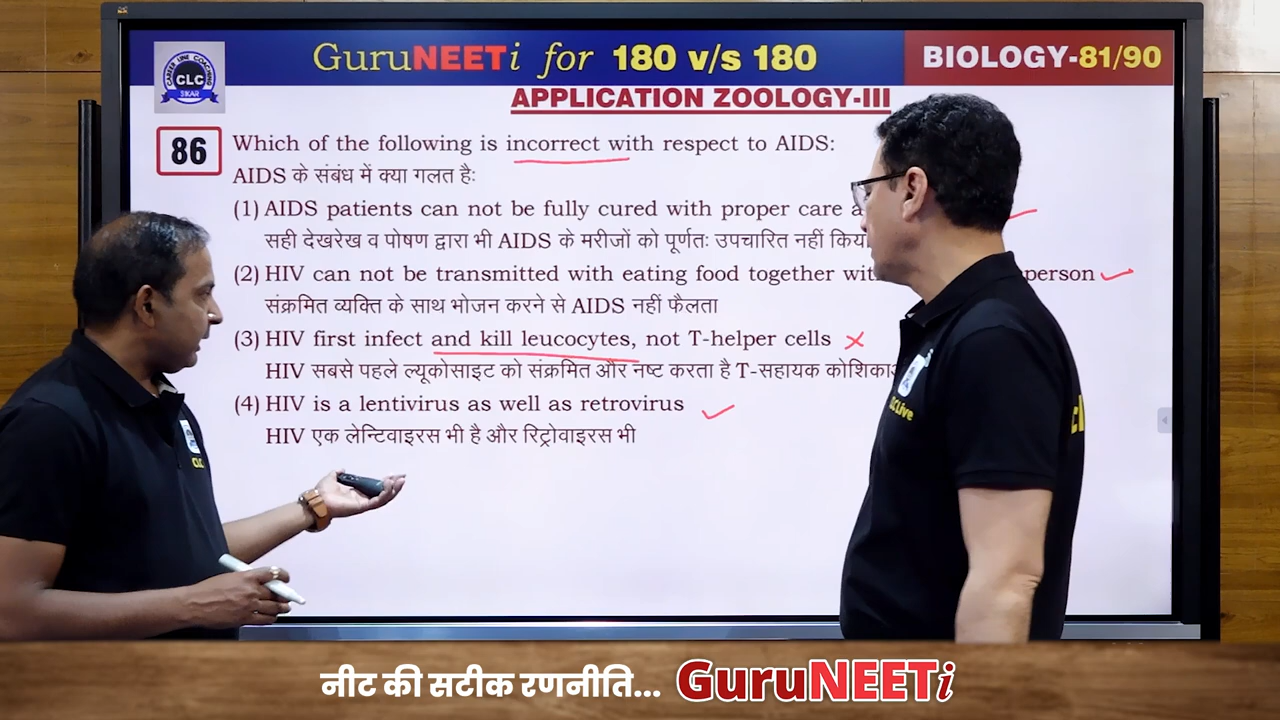 GuruNEETi for 180 v/s 180
BIOLOGY-81/90
CLC
SIKAR
APPLICATION ZOOLOGY-III
86
Which of the following is incorrect with respect to AIDS:
AIDS के संबंध में क्या गलत है:
(1) AIDS patients can not be fully cured with proper care
सही देखरेख व पोषण द्वारा भी AIDS के मरीजों को पूर्णतः उपचारित नहीं
(2) HIV can not be transmitted with eating food together person
संक्रमित व्यक्ति के साथ भोजन करने से AIDS नहीं फैलता
(3) HIV first infect and kill leucocytes, not T-helper cells
HIV सबसे पहले ल्यूकोसाइट को संक्रमित और नष्ट करता है T-सहायक
(4) HIV is a lentivirus as well as retrovirus
HIV एक लेन्टिवाइरस भी है और रिट्रोवाइरस भी
नीट की सटीक रणनीति... GuruNEETi